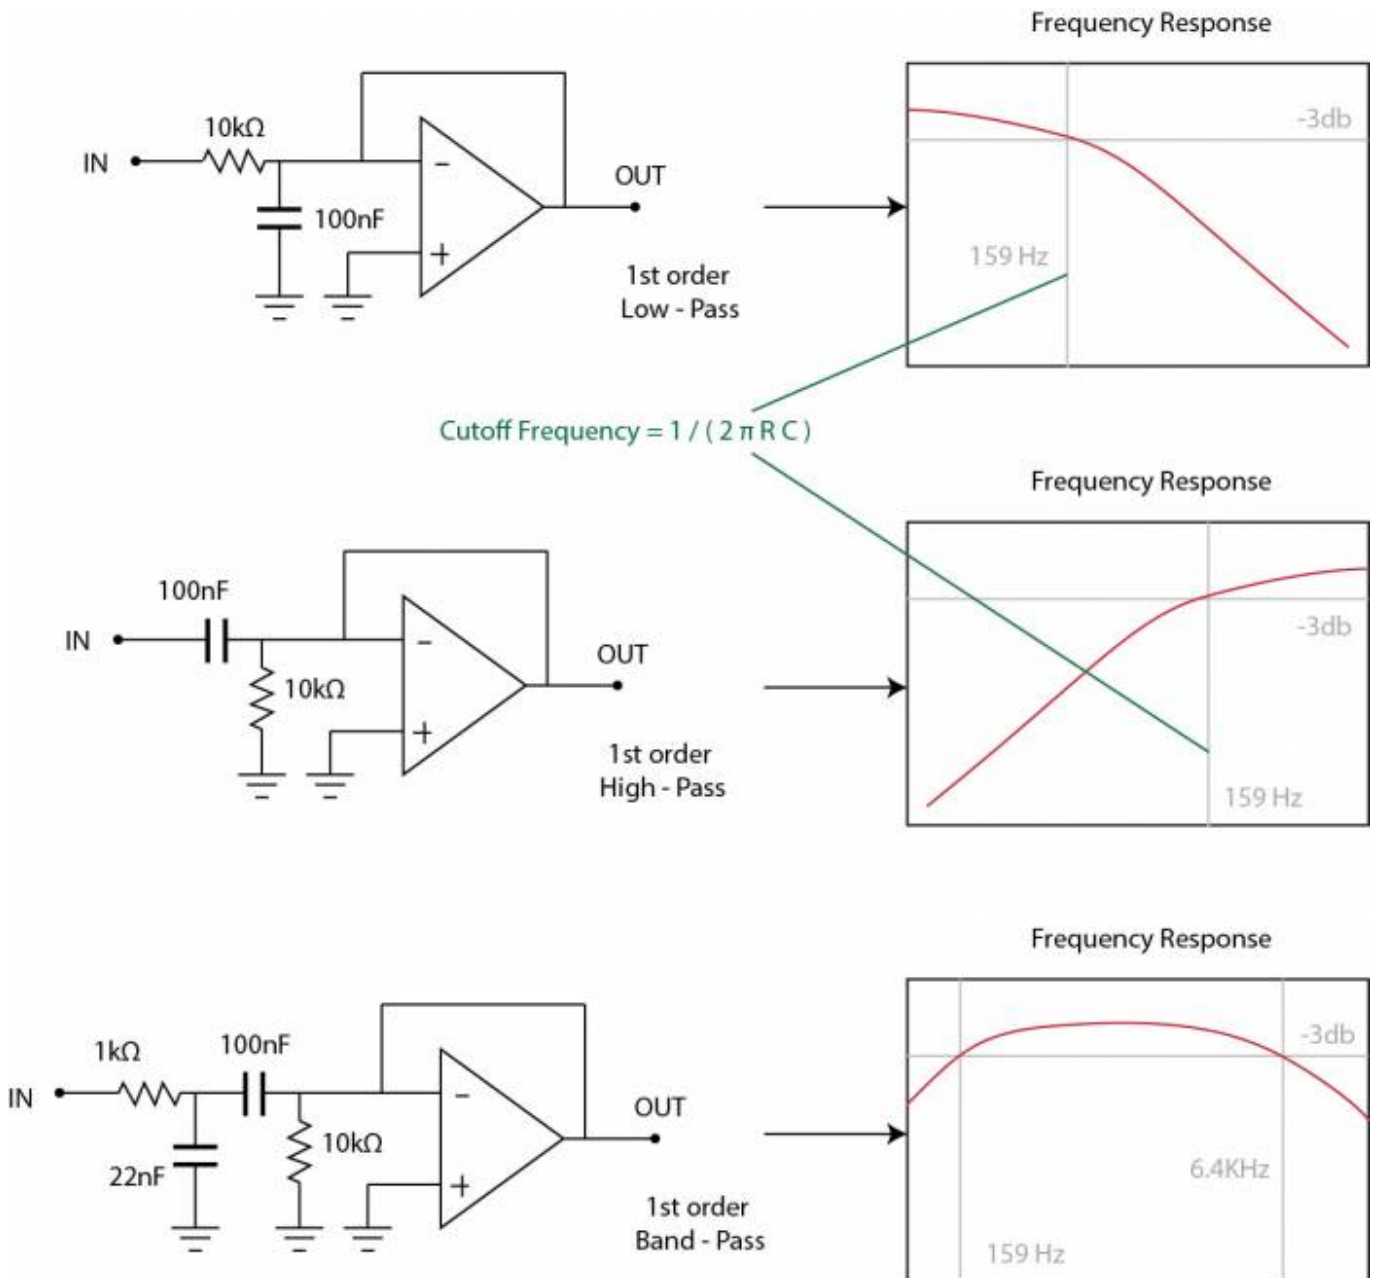 Frequency Response
10kΩ
-3db
IN
−
OUT
100nF
+
159 Hz
1st order
Low - Pass
Cutoff Frequency = 1 / ( 2 π R C )
Frequency Response
100nF
IN
−
-3db
OUT
10kΩ
+
1st order
High - Pass
159 Hz
Frequency Response
1kΩ
100nF
-3db
IN
−
OUT
10kΩ
22nF
+
6.4KHz
1st order
Band - Pass
159 Hz